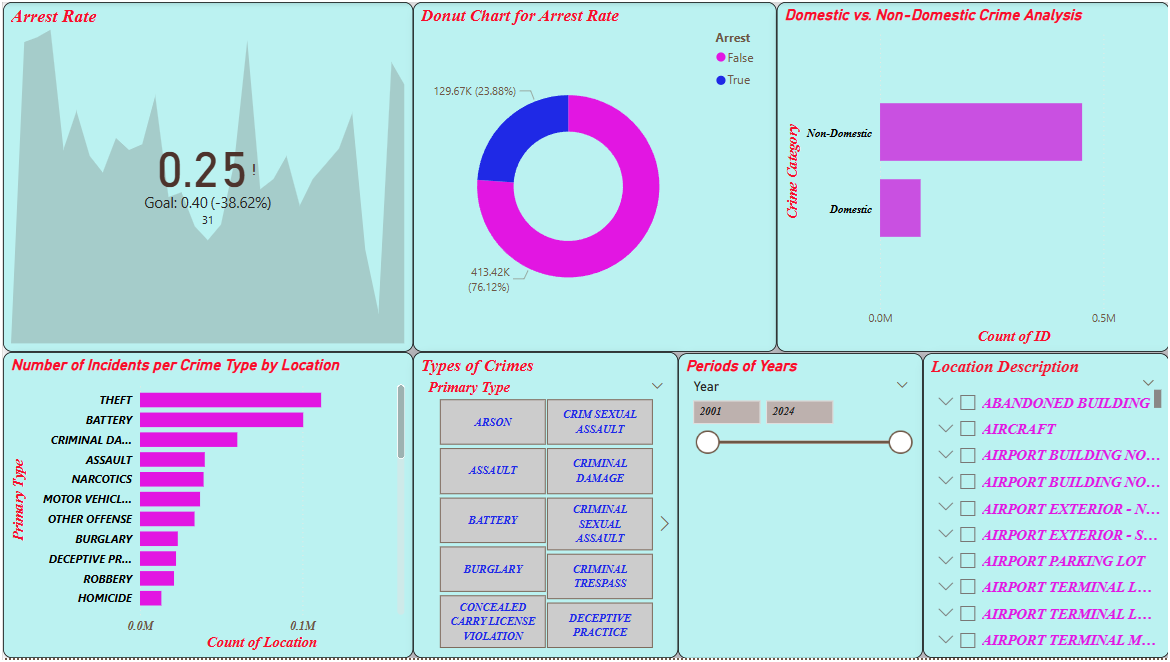 Arrest Rate
0.25!
Goal: 0.40 (-38.62%)
31
Donut Chart for Arrest Rate
Arrest
False
True
129.67K (23.88%)
413.42K
(76.12%)
Domestic vs. Non-Domestic Crime Analysis
Crime Category
Non-Domestic
Domestic
0.0M
0.5M
Count of ID
Number of Incidents per Crime Type by Location
Primary Type
THEFT
BATTERY
CRIMINAL DA...
ASSAULT
NARCOTICS
MOTOR VEHICL...
OTHER OFFENSE
BURGLARY
DECEPTIVE PR...
ROBBERY
HOMICIDE
0.0M
0.1M
Count of Location
Types of Crimes
Primary Type
ARSON
CRIM SEXUAL
ASSAULT
ASSAULT
CRIMINAL
DAMAGE
BATTERY
CRIMINAL
SEXUAL
ASSAULT
BURGLARY
CRIMINAL
TRESPASS
CONCEALED
CARRY LICENSE
VIOLATION
DECEPTIVE
PRACTICE
Periods of Years
Year
2001
2024
Location Description
ABANDONED BUILDING
AIRCRAFT
AIRPORT BUILDING NO...
AIRPORT BUILDING NO...
AIRPORT EXTERIOR - N...
AIRPORT EXTERIOR - S...
AIRPORT PARKING LOT
AIRPORT TERMINAL L...
AIRPORT TERMINAL L...
AIRPORT TERMINAL M...